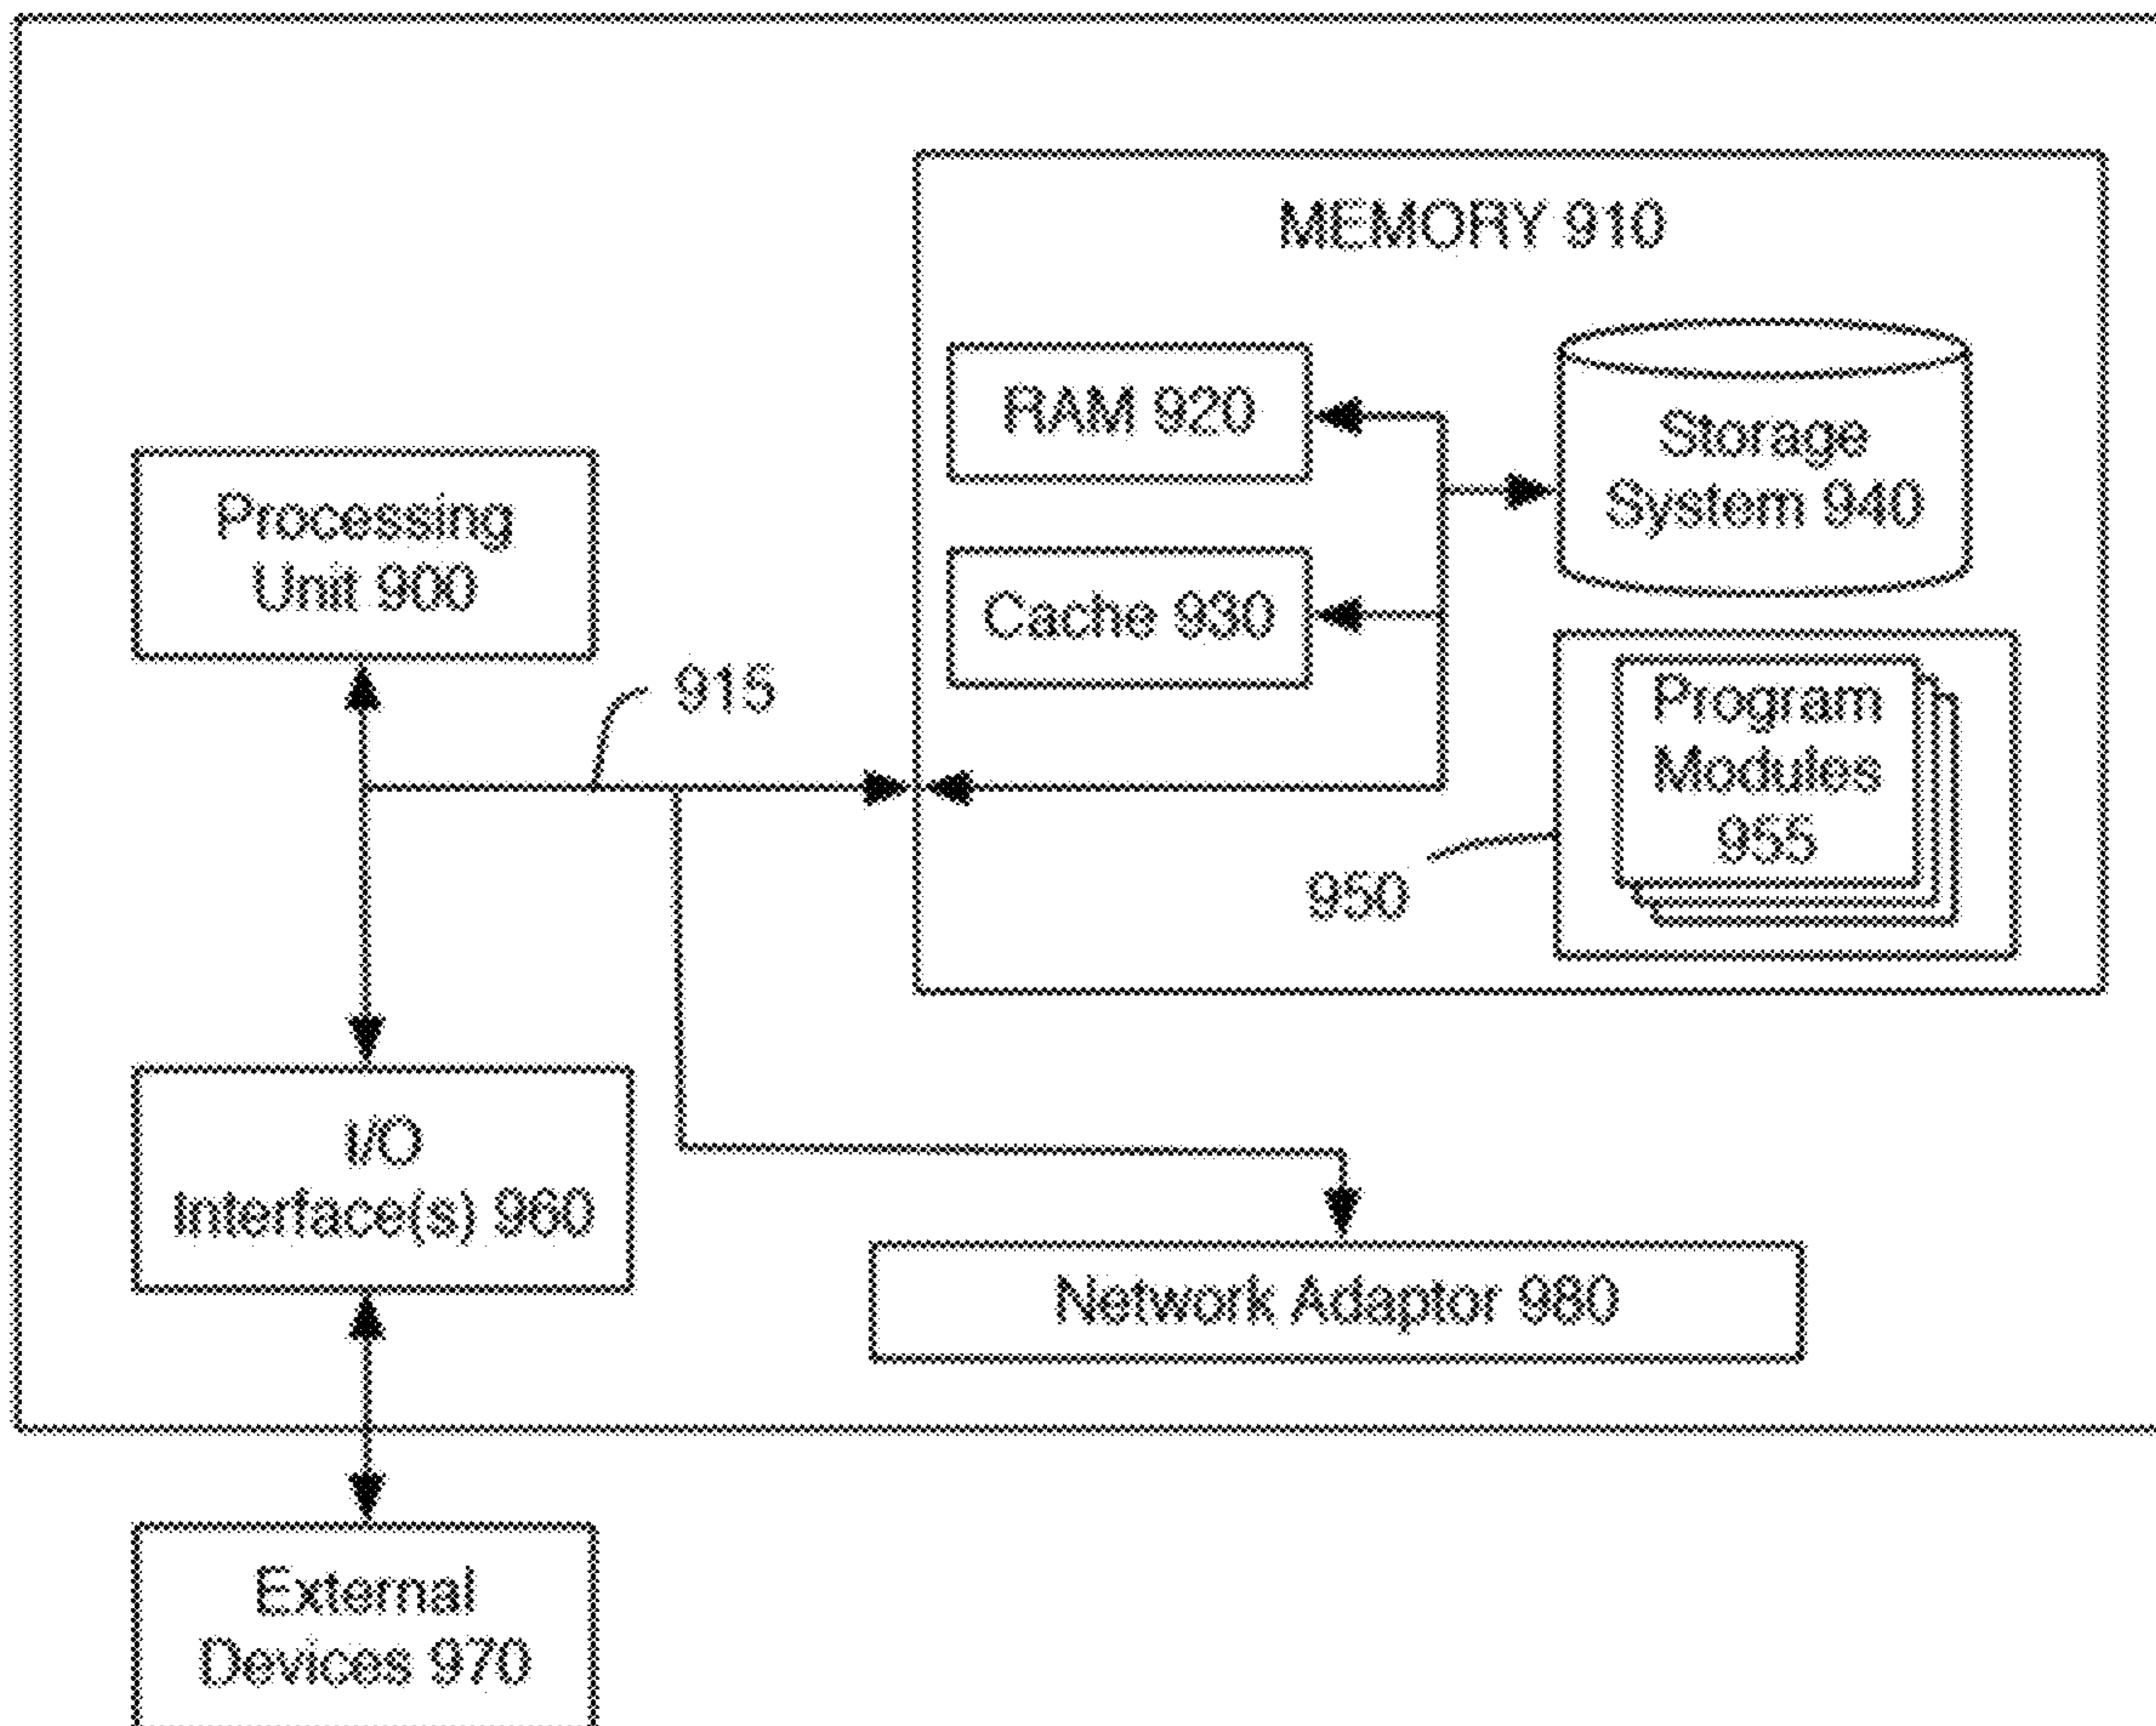 MEMORY 910
RAM 920
Storage
System 940
Processing
Unit 900
Cache 930
915
Program
Modules
955
950
I/O
Interface(s) 960
Network Adaptor 980
External
Devices 970